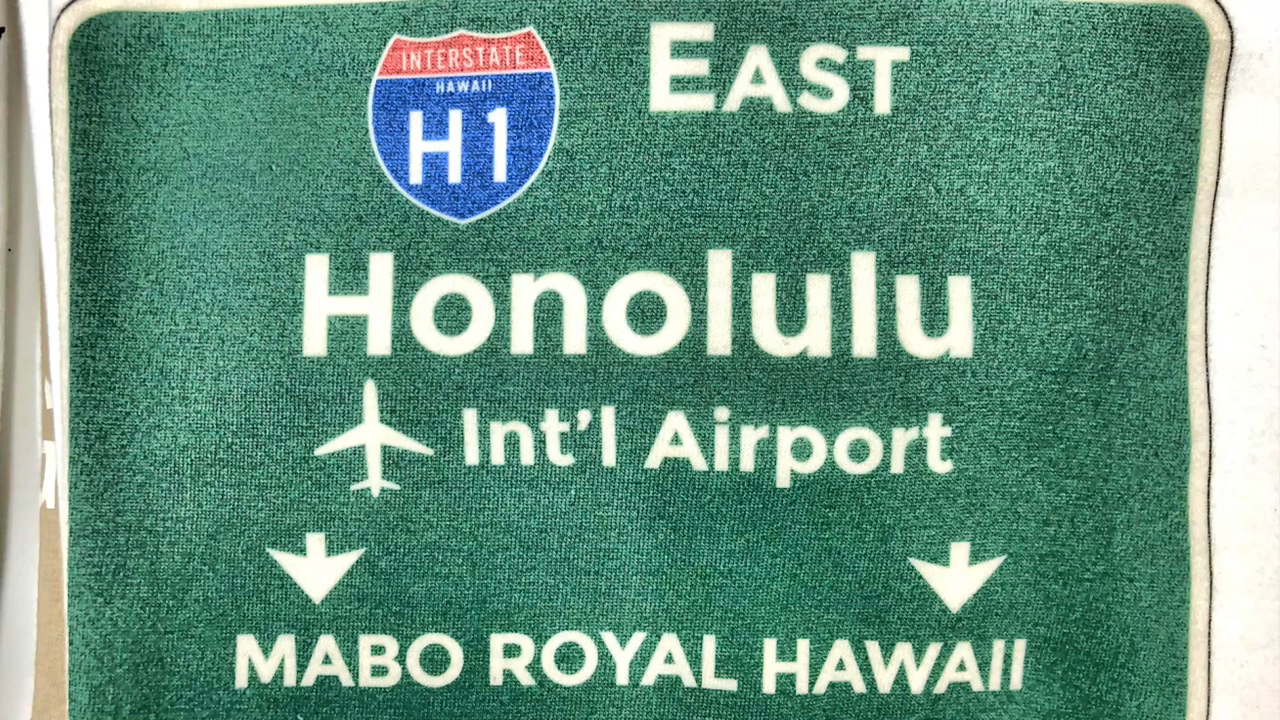 INTERSTATE
HAWAII
H1
EAST
Honolulu
Int'l Airport
MABO ROYAL HAWAII